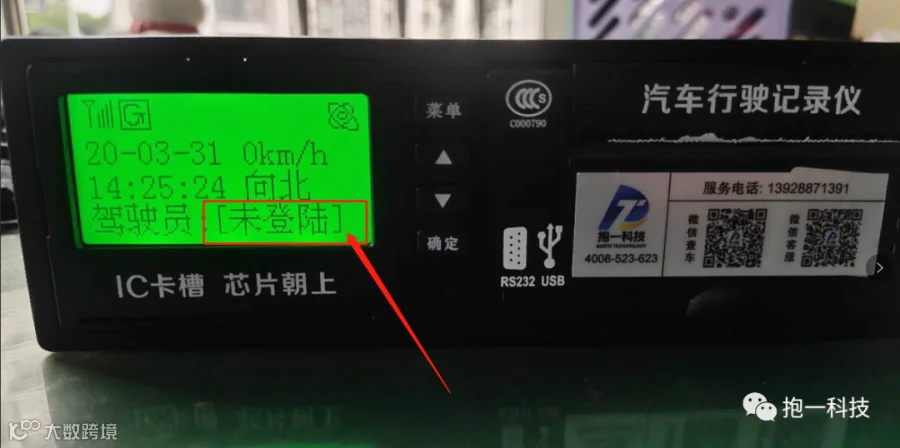 G
20-03-31 0km/h
14:25:24 向北
驾驶员 [未登陆]
IC卡槽 芯片朝上
菜单
确定
CCC S
C000790
RS232 USB
汽车行驶记录仪
抱一科技
4008-523-623
服务电话: 13928871391
微信查车
微信客服
抱一科技
大数跨境